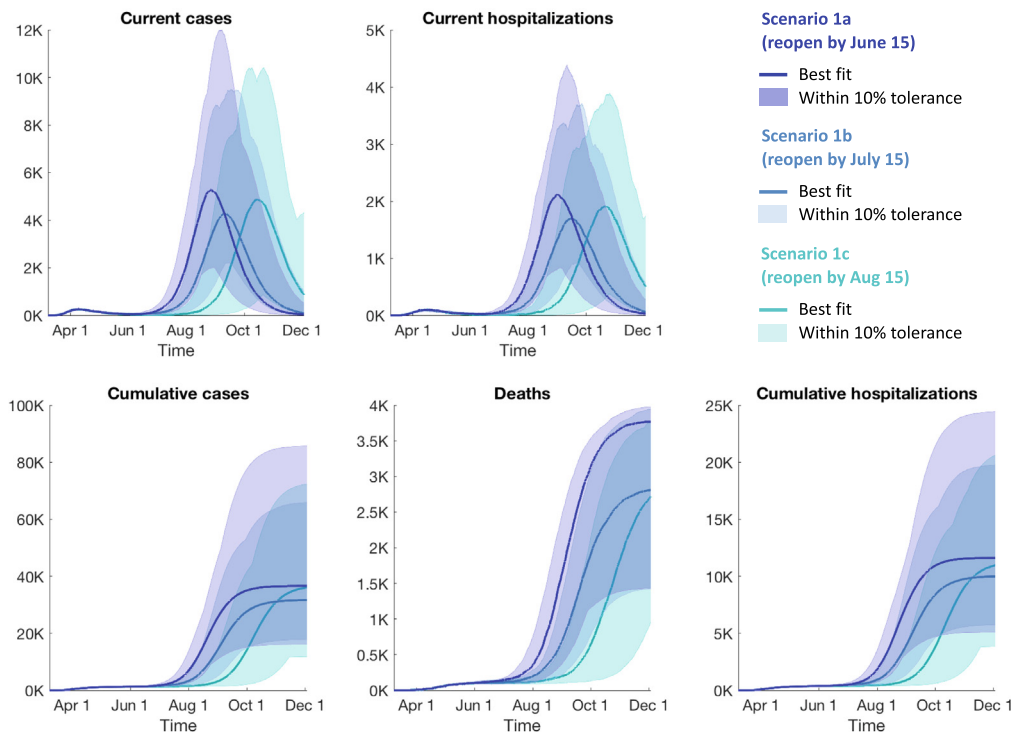 Current cases
12K
10K
8K
6K
4K
2K
0K
Apr 1
Jun 1
Aug 1
Oct 1
Dec 1
Time
Current hospitalizations
5K
4K
3K
2K
1K
0K
Apr 1
Jun 1
Aug 1
Oct 1
Dec 1
Time
Scenario 1a
(reopen by June 15)
Best fit
Within 10% tolerance
Scenario 1b
(reopen by July 15)
Best fit
Within 10% tolerance
Scenario 1c
(reopen by Aug 15)
Best fit
Within 10% tolerance
Cumulative cases
100K
80K
60K
40K
20K
0K
Apr 1
Jun 1
Aug 1
Oct 1
Dec 1
Time
Deaths
4K
3.5K
3K
2.5K
2K
1.5K
1K
0.5K
0K
Apr 1
Jun 1
Aug 1
Oct 1
Dec 1
Time
Cumulative hospitalizations
25K
20K
15K
10K
5K
0K
Apr 1
Jun 1
Aug 1
Oct 1
Dec 1
Time